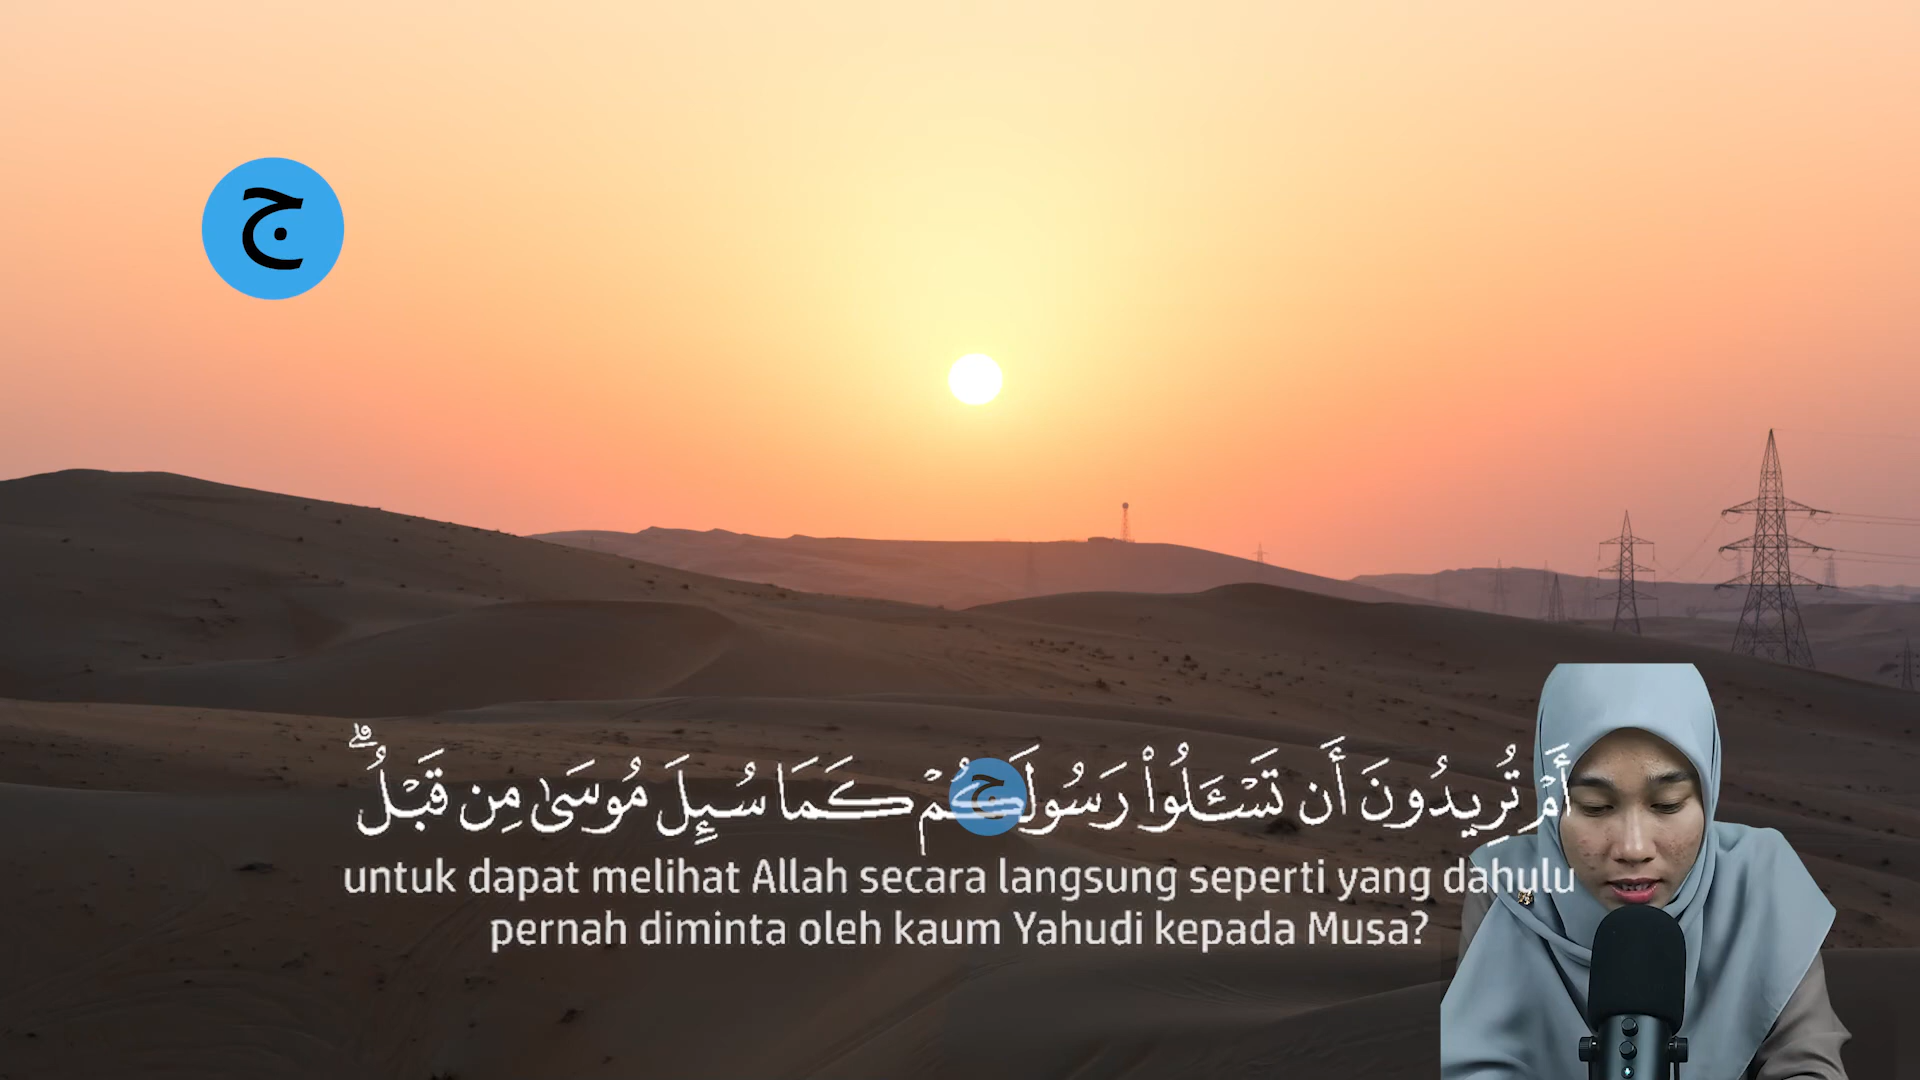 ج
أَمْ تُرِيدُونَ أَن تَسْـَٔلُوا۟ رَسُولَكُمْ كَمَا سُئِلَ مُوسَىٰ مِن قَبْلُ ۗ
ج
untuk dapat melihat Allah secara langsung seperti yang dahulu
pernah diminta oleh kaum Yahudi kepada Musa?